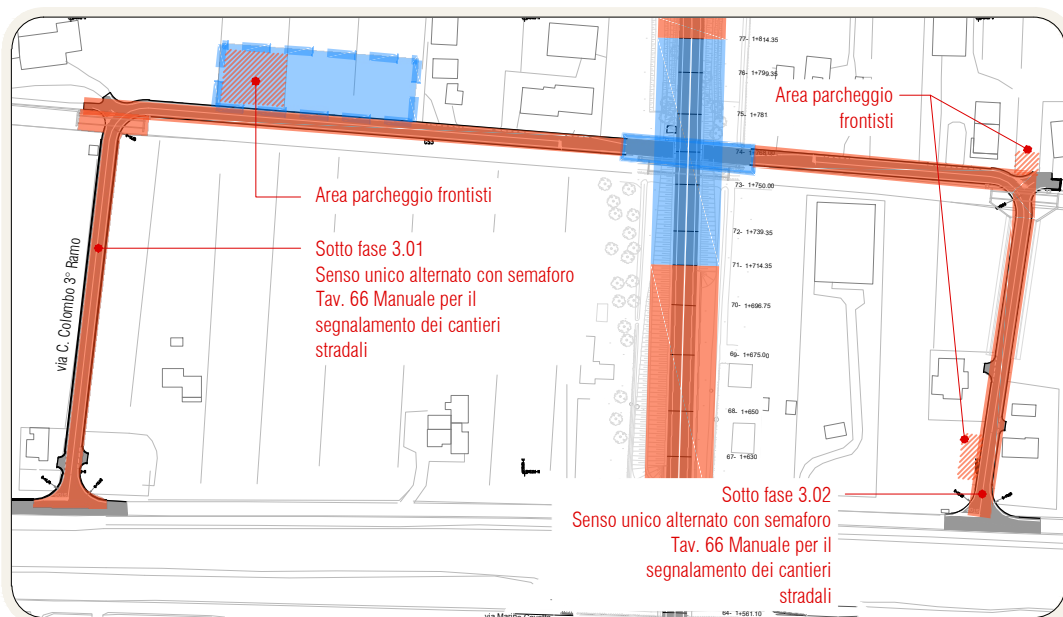 77- 1+814.35
76- 1+799.35
75- 1+781
73- 1+750.00
72- 1+739.35
71- 1+714.35
70- 1+696.75
69- 1+675.00
68- 1+650
67- 1+630
Area parcheggio
frontisti
Area parcheggio frontisti
Sotto fase 3.01
Senso unico alternato con semaforo
Tav. 66 Manuale per il
segnalamento dei cantieri
stradali
via C. Colombo 3° Ramo
Sotto fase 3.02
Senso unico alternato con semaforo
Tav. 66 Manuale per il
segnalamento dei cantieri
stradali
64- 1+561.10